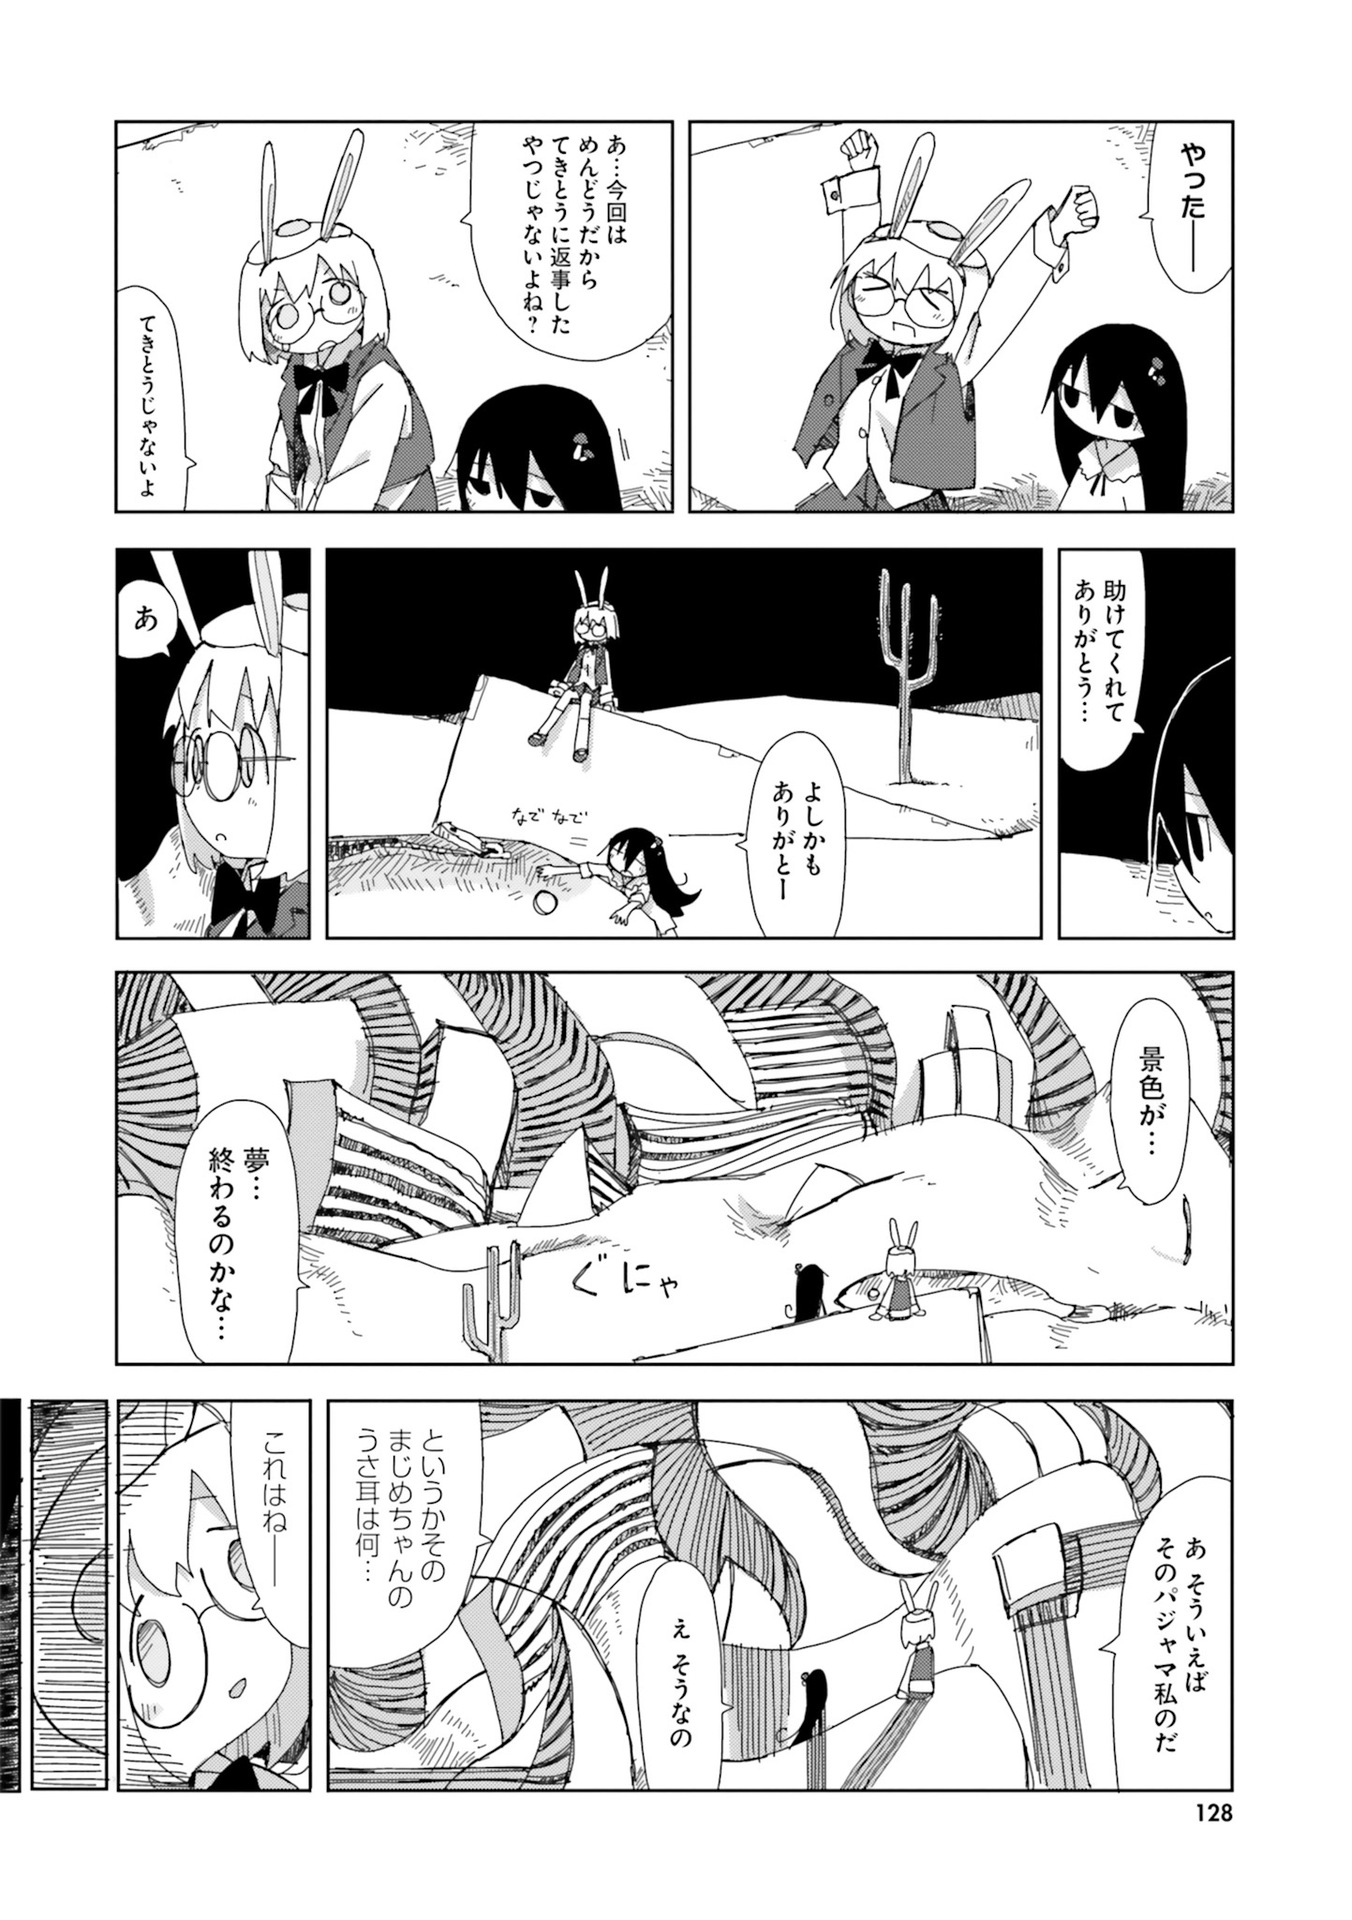 やった――
あ…今回は
めんどうだから
てきとうに返事した
やつじゃないよね?
てきとうじゃないよ
助けてくれて
ありがとう…
よしかも
ありがとー
なで なで
あ
景色が…
ぐにゃ
夢…
終わるのかな…
あ そういえば
そのパジャマ私のだ
え そうなの
というかその
まじめちゃんの
うさ耳は何…
これはね――
128